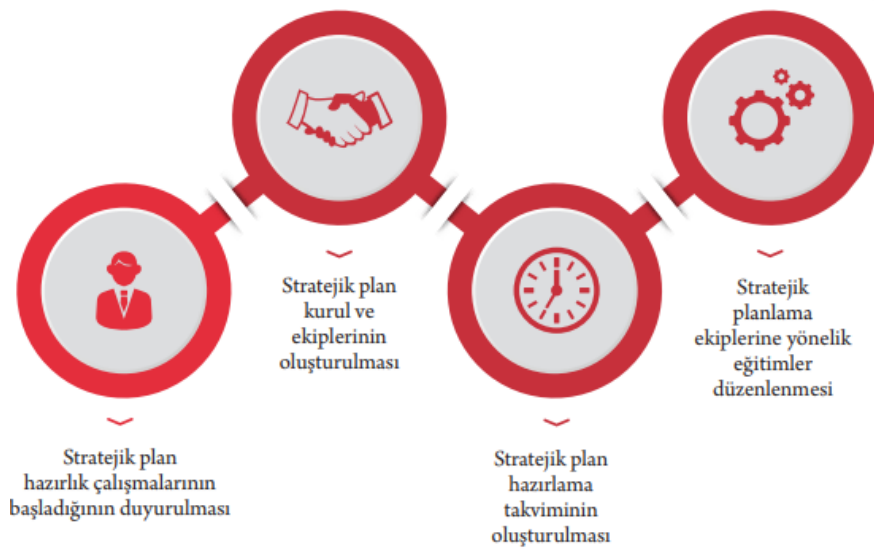 Stratejik plan
hazırlık çalışmalarının
başladığının duyurulması
Stratejik plan
kurul ve
ekiplerinin
oluşturulması
Stratejik plan
hazırlama
takviminin
oluşturulması
Stratejik
planlama
ekiplerine yönelik
eğitimler
düzenlenmesi